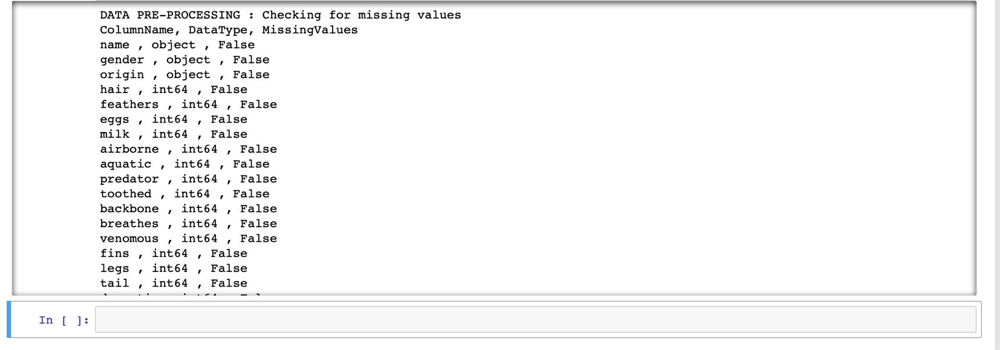 DATA PRE-PROCESSING : Checking for missing values
ColumnName, DataType, MissingValues
name , object , False
gender , object , False
origin , object , False
hair , int64 , False
feathers , int64 , False
eggs , int64 , False
milk , int64 , False
airborne , int64 , False
aquatic , int64 , False
predator , int64 , False
toothed , int64 , False
backbone , int64 , False
breathes , int64 , False
venomous , int64 , False
fins , int64 , False
legs , int64 , False
tail , int64 , False
In [ ]: